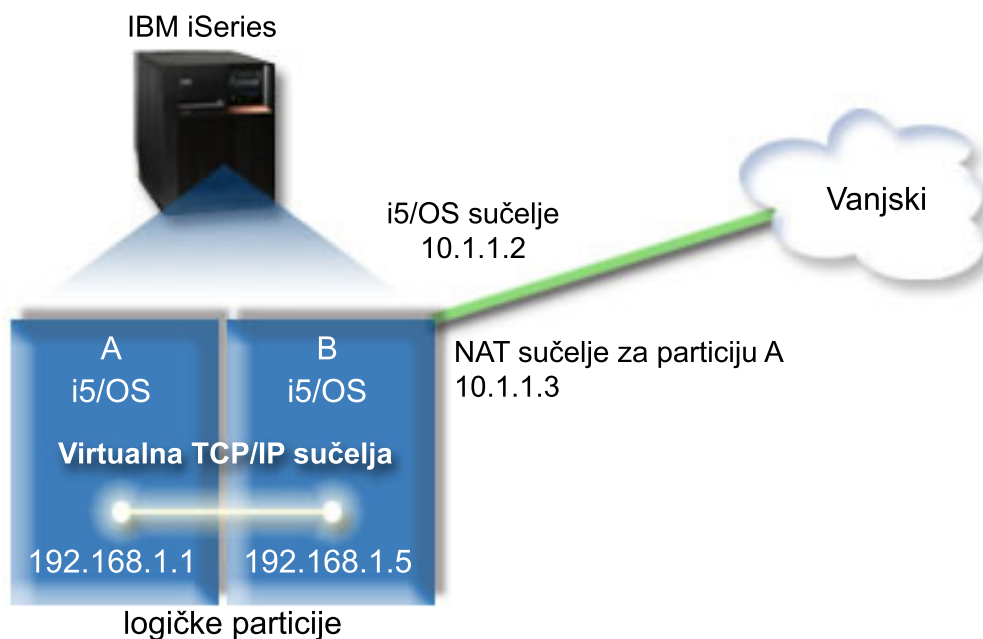 IBM iSeries
Vanjski
i5/OS sučelje
10.1.1.2
A
i5/OS
B
i5/OS
NAT sučelje za particiju A
10.1.1.3
Virtualna TCP/IP sučelja
192.168.1.1
192.168.1.5
logičke particije